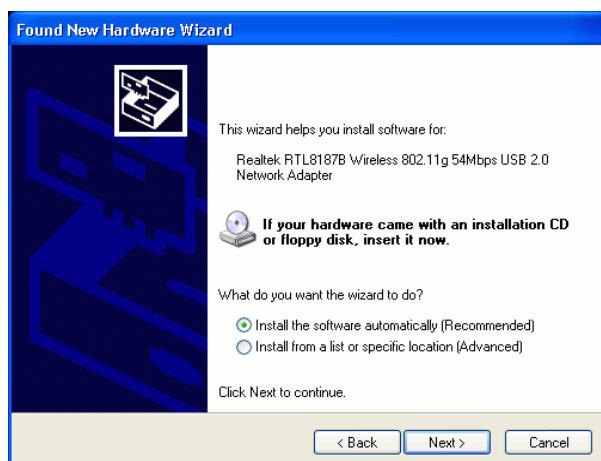 Found New Hardware Wizard
This wizard helps you install software for:
Realtek RTL8187B Wireless 802.11g 54Mbps USB 2.0
Network Adapter
If your hardware came with an installation CD
or floppy disk, insert it now.
What do you want the wizard to do?
Install the software automatically (Recommended)
Install from a list or specific location (Advanced)
Click Next to continue.
< Back
Next >
Cancel